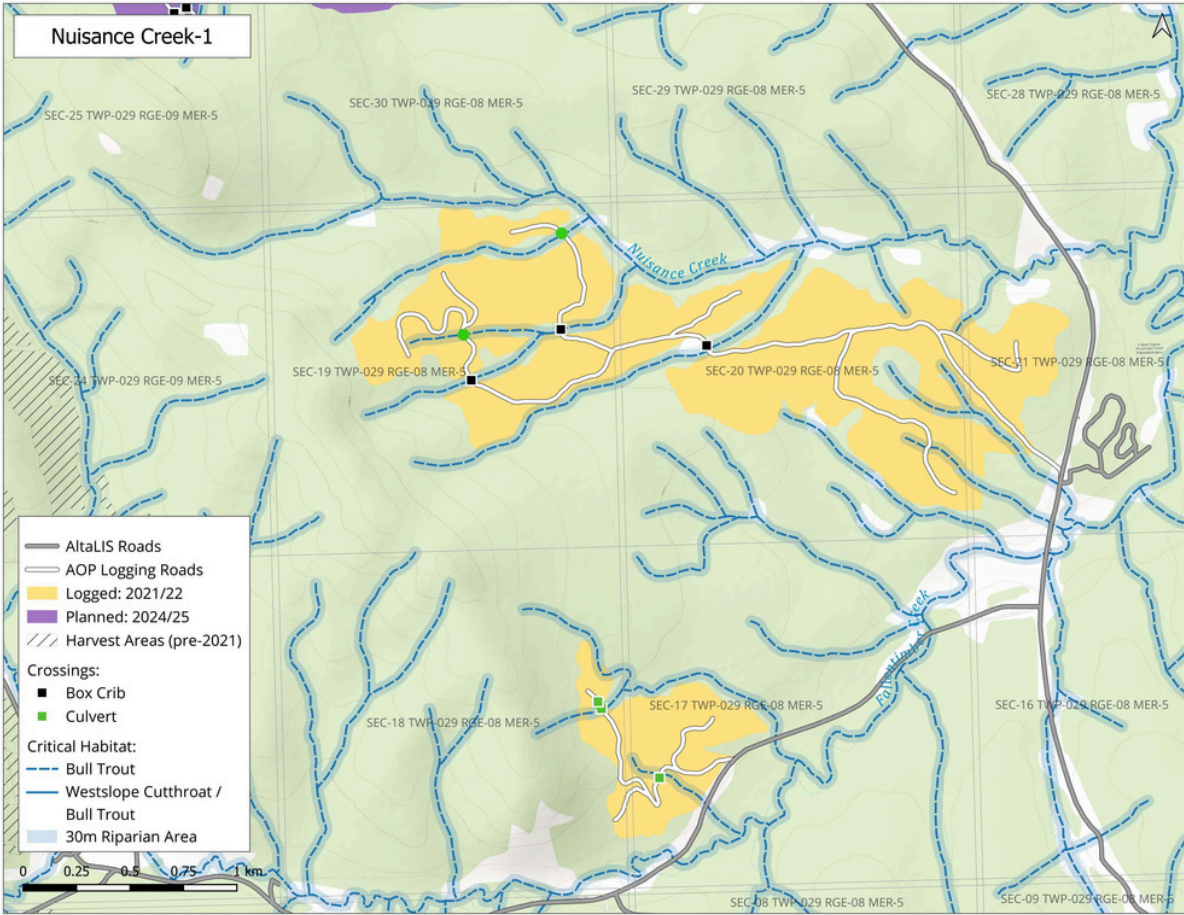 Nuisance Creek-1
SEC-25 TWP-029 RGE-09 MER-5
SEC-30 TWP-029 RGE-08 MER-5
SEC-29 TWP-029 RGE-08 MER-5
SEC-28 TWP-029 RGE-08 MER-5
Nuisance Creek
SEC-24 TWP-029 RGE-09 MER-5
SEC-19 TWP-029 RGE-08 MER-5
SEC-20 TWP-029 RGE-08 MER-5
SEC-21 TWP-029 RGE-08 MER-5
Fallentimber Creek
SEC-18 TWP-029 RGE-08 MER-5
SEC-17 TWP-029 RGE-08 MER-5
SEC-16 TWP-029 RGE-08 MER-5
SEC-08 TWP-029 RGE-08 MER-5
SEC-09 TWP-029 RGE-08 MER-5
AltaLIS Roads
AOP Logging Roads
Logged: 2021/22
Planned: 2024/25
Harvest Areas (pre-2021)
Crossings:
Box Crib
Culvert
Critical Habitat:
Bull Trout
Westslope Cutthroat /
Bull Trout
30m Riparian Area
0 0.25 0.5 0.75 1 km